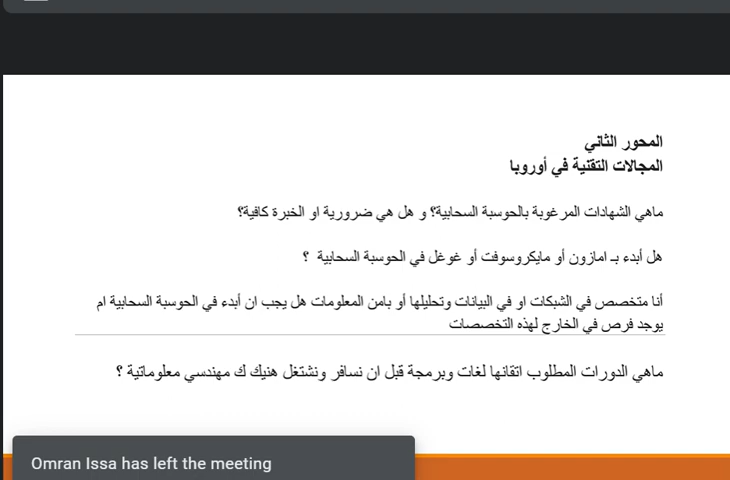 المحور الثاني
المجالات التقنية في أوروبا
ماهي الشهادات المرغوبة بالحوسبة السحابية؟ و هل هي ضرورية او الخبرة كافية؟
هل أبدء بـ امازون أو مايكروسوفت أو غوغل في الحوسبة السحابية ؟
أنا متخصص في الشبكات او في البيانات وتحليلها أو بامن المعلومات هل يجب ان أبدء في الحوسبة السحابية ام
يوجد فرص في الخارج لهذه التخصصات
ماهي الدورات المطلوب اتقانها لغات وبرمجة قبل ان نسافر ونشتغل هنيك ك مهندسي معلوماتية ؟
Omran Issa has left the meeting